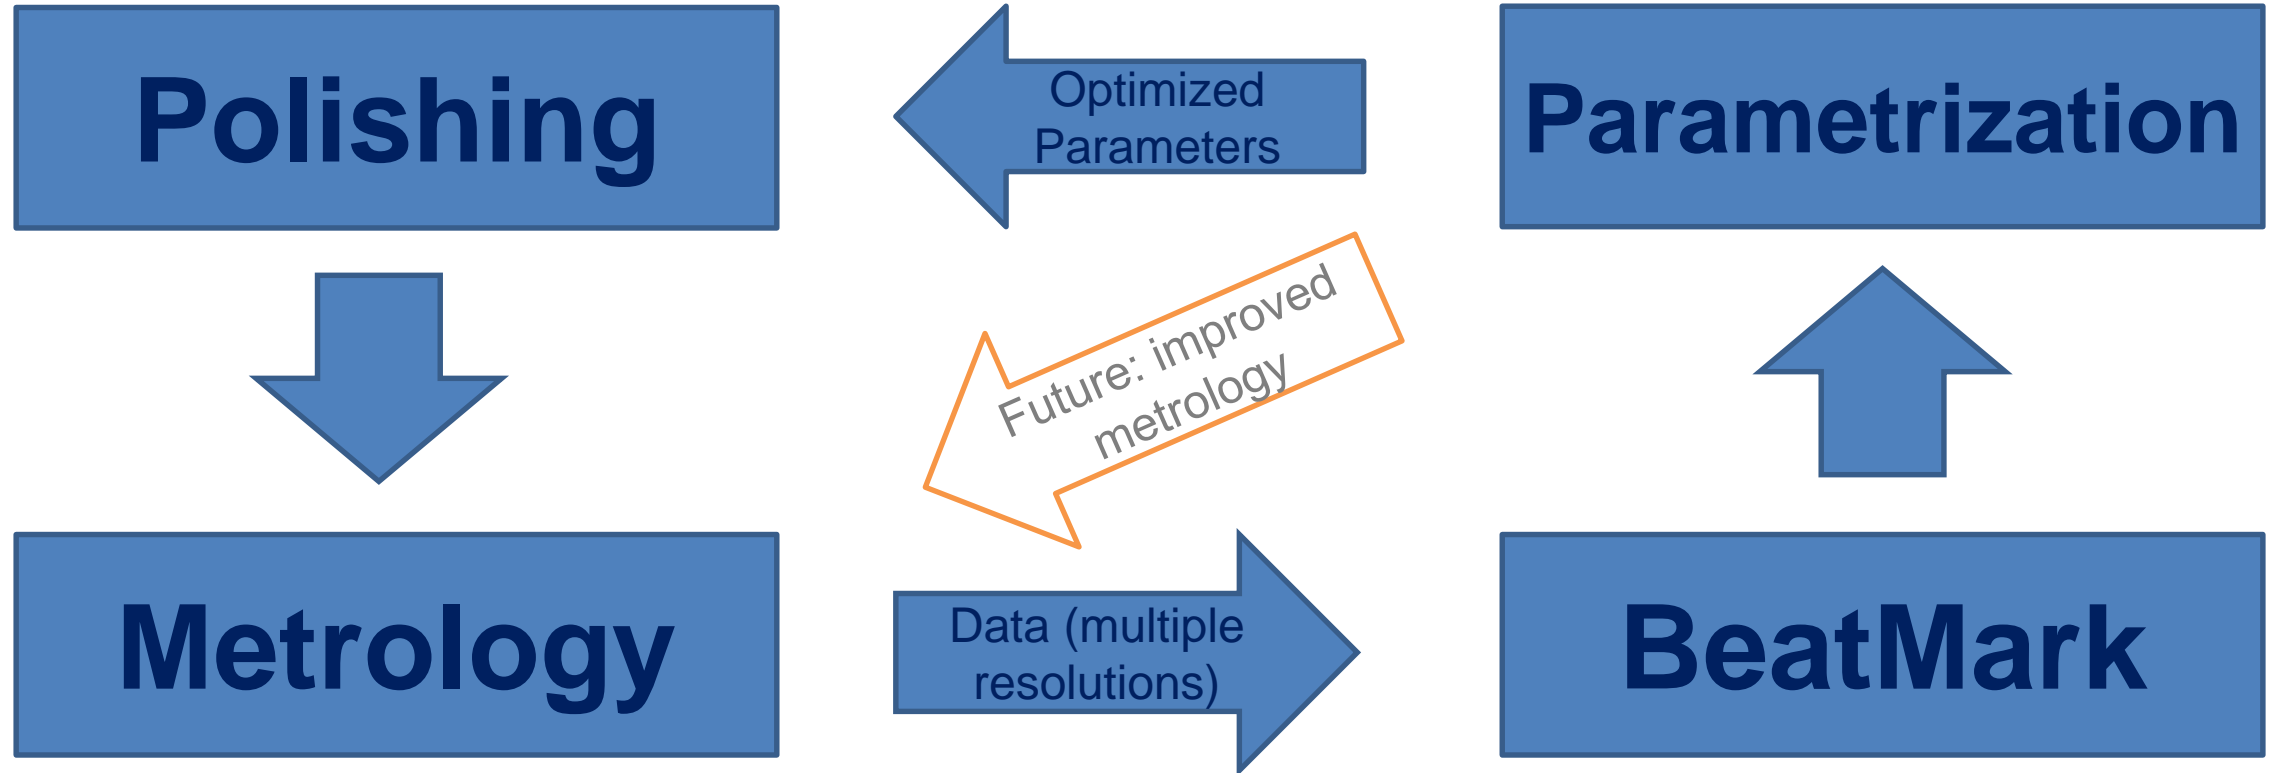 Polishing
Optimized
Parameters
Parametrization
Future: improved
metrology
Metrology
Data (multiple
resolutions)
BeatMark